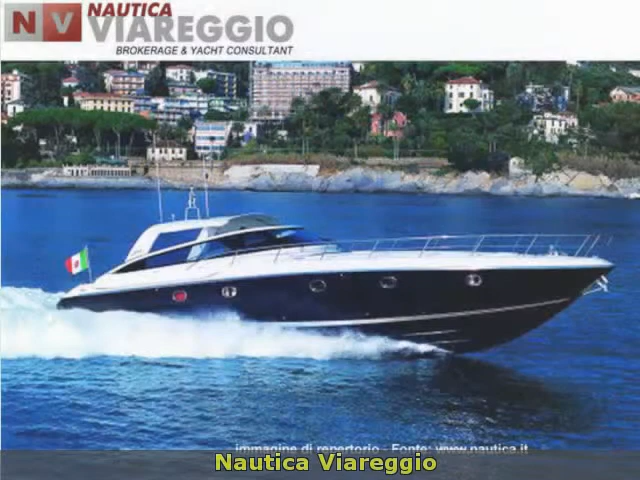 NV NAUTICA
VIAREGGIO
BROKERAGE & YACHT CONSULTANT
immagine di repertorio - Fonte: www.nautica.it
Nautica Viareggio